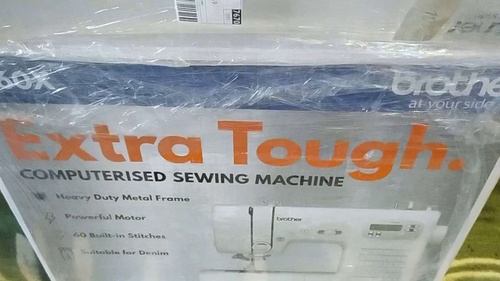 60X
brother
at your side
Extra Tough.
COMPUTERISED SEWING MACHINE
Heavy Duty Metal Frame
Powerful Motor
60 Built-in Stitches
Suitable for Denim
brother